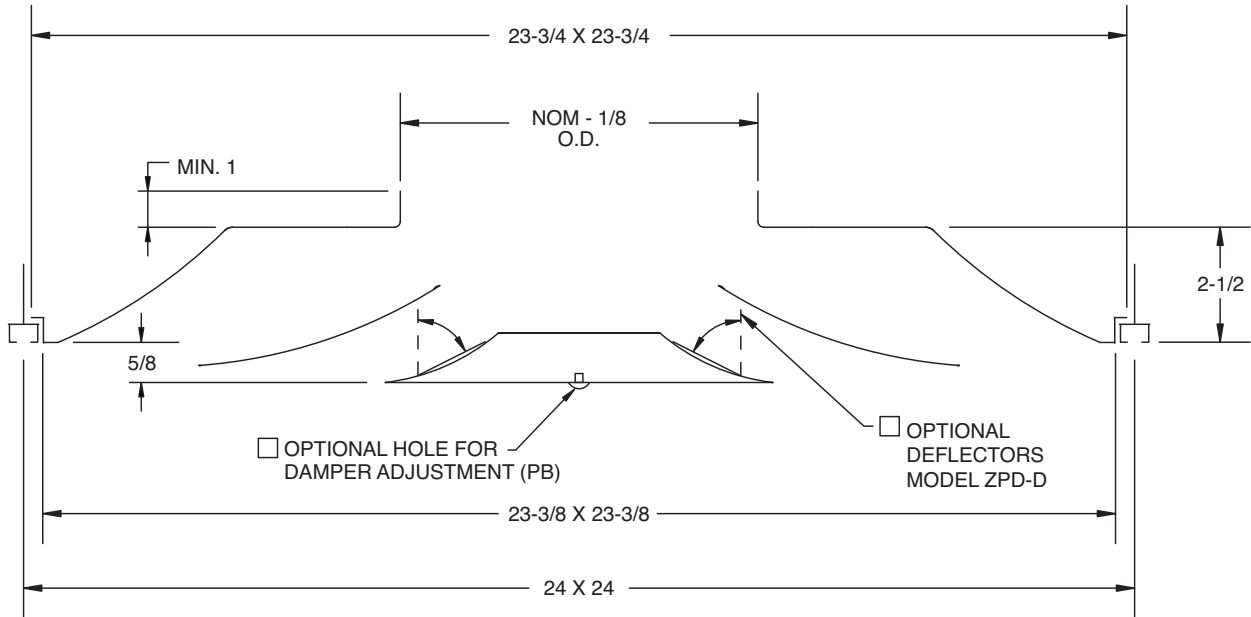 23-3/4 X 23-3/4
NOM - 1/8
O.D.
MIN. 1
2-1/2
5/8
OPTIONAL HOLE FOR
DAMPER ADJUSTMENT (PB)
OPTIONAL
DEFLECTORS
MODEL ZPD-D
23-3/8 X 23-3/8
24 X 24